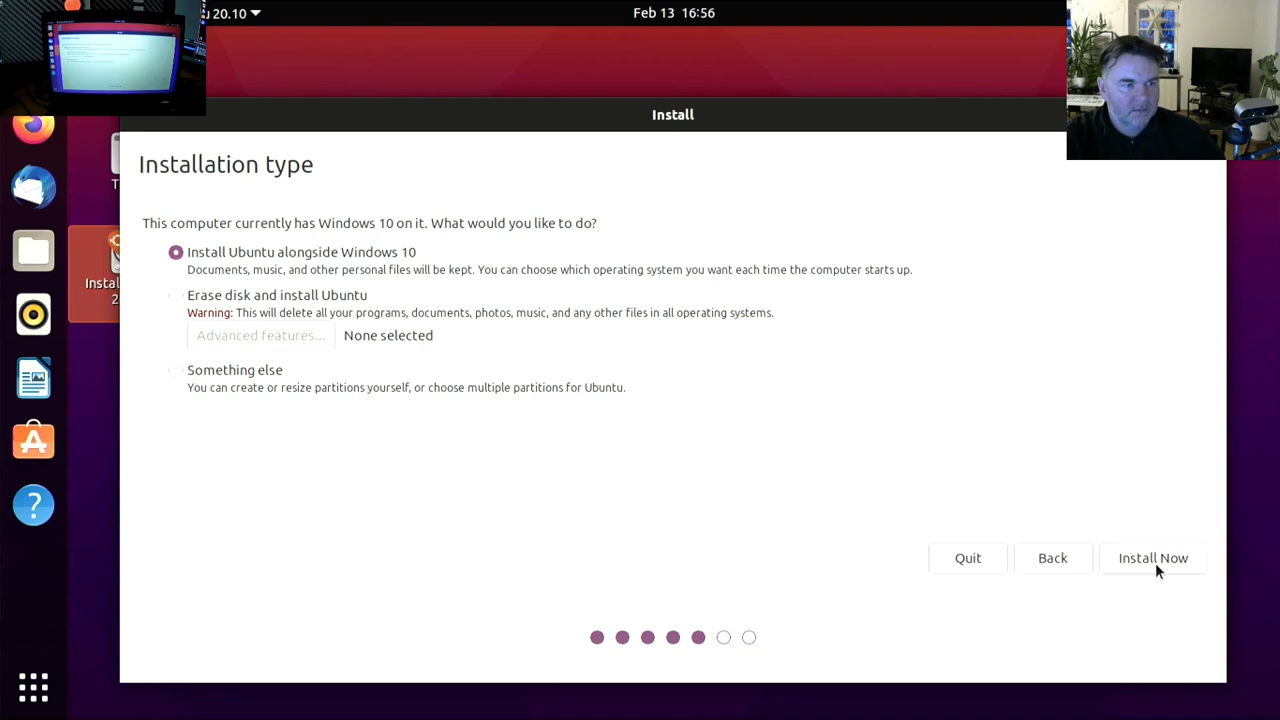 20.10
Feb 13 16:56
Install
Installation type
This computer currently has Windows 10 on it. What would you like to do?
Install Ubuntu alongside Windows 10
Documents, music, and other personal files will be kept. You can choose which operating system you want each time the computer starts up.
Erase disk and install Ubuntu
Warning: This will delete all your programs, documents, photos, music, and any other files in all operating systems.
Advanced features... None selected
Something else
You can create or resize partitions yourself, or choose multiple partitions for Ubuntu.
Quit Back Install Now